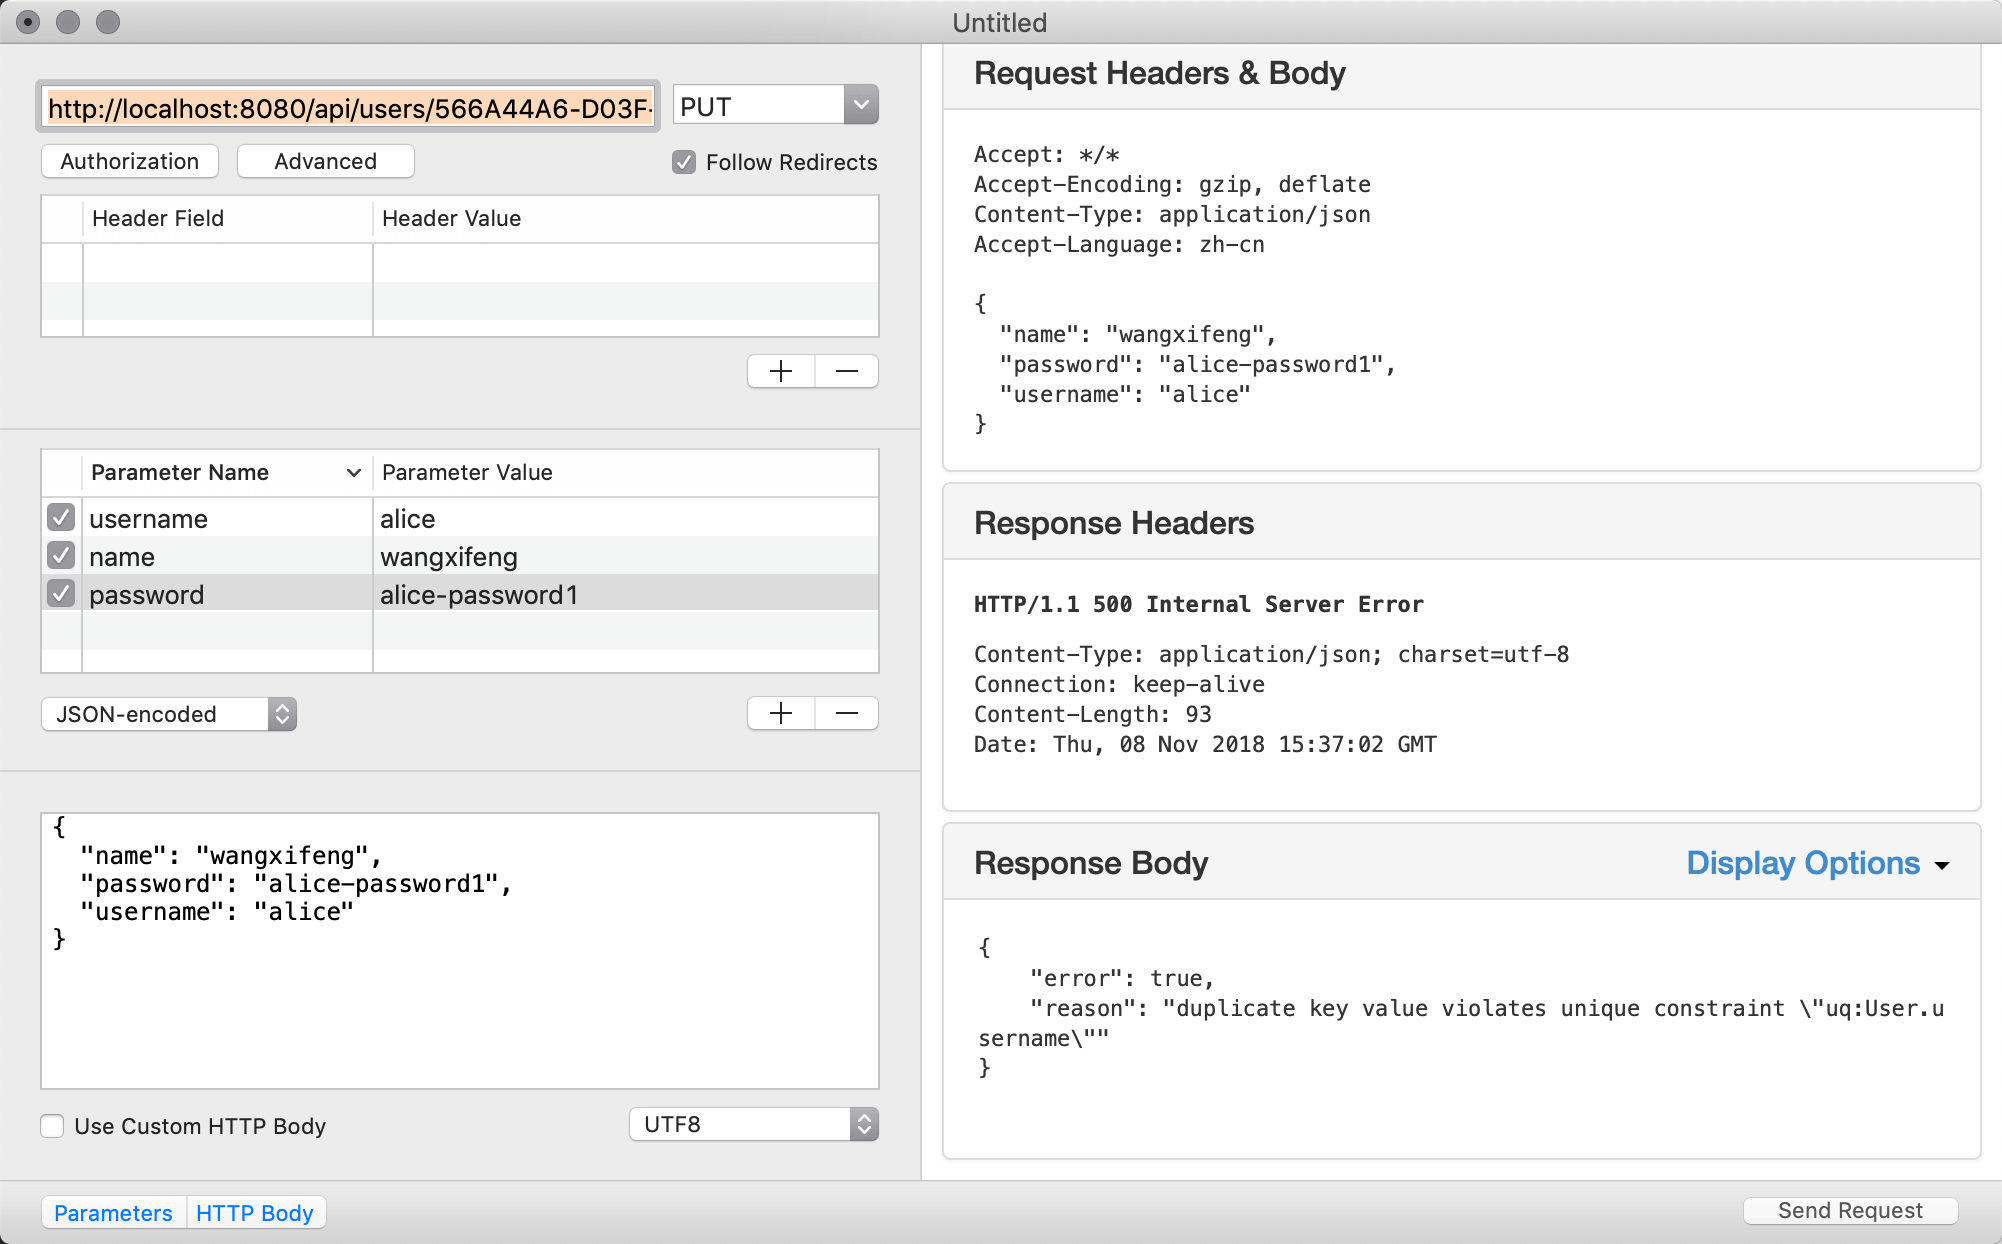 Untitled
http://localhost:8080/api/users/566A44A6-D03F-
PUT
Authorization
Advanced
Follow Redirects
Header Field
Header Value
Parameter Name
Parameter Value
username
alice
name
wangxifeng
password
alice-password1
JSON-encoded
{
"name": "wangxifeng",
"password": "alice-password1",
"username": "alice"
}
Use Custom HTTP Body
UTF8
Parameters
HTTP Body
Request Headers & Body
Accept: */*
Accept-Encoding: gzip, deflate
Content-Type: application/json
Accept-Language: zh-cn
{
"name": "wangxifeng",
"password": "alice-password1",
"username": "alice"
}
Response Headers
HTTP/1.1 500 Internal Server Error
Content-Type: application/json; charset=utf-8
Connection: keep-alive
Content-Length: 93
Date: Thu, 08 Nov 2018 15:37:02 GMT
Response Body
Display Options
{
"error": true,
"reason": "duplicate key value violates unique constraint \"uq:User.u
sername\""
}
Send Request